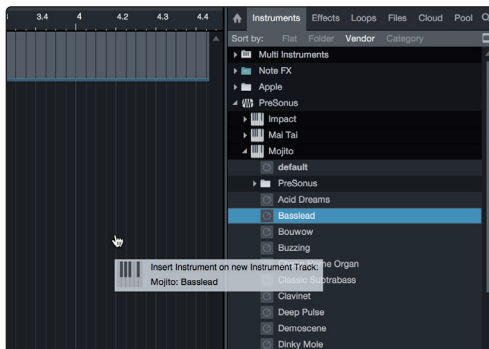 3.4 4 4.2 4.3 4.4
Instruments Effects Loops Files Cloud Pool
Sort by: Flat Folder Vendor Category
Multi Instruments
Note FX
Apple
PreSonus
Impact
Mai Tai
Mojito
default
PreSonus
Acid Dreams
Basslead
Bouwow
Buzzing
Insert Instrument on new Instrument Track:
Organ
Mojito: Basslead
Classic Subtrabass
Clavinet
Deep Pulse
Demoscene
Dinky Mole